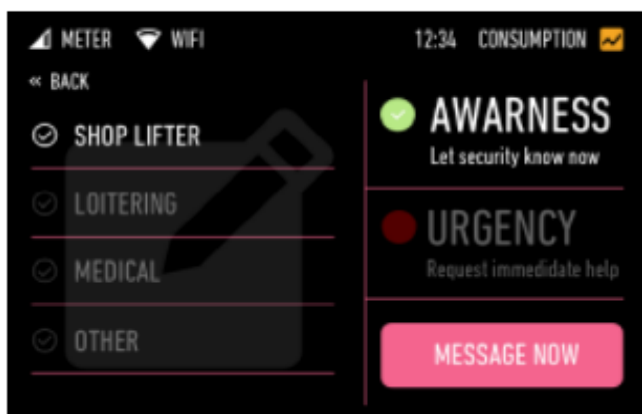 METER WIFI 12:34 CONSUMPTION
« BACK
SHOP LIFTER
LOITERING
MEDICAL
OTHER
AWARNESS
Let security know now
URGENCY
Request immedidate help
MESSAGE NOW